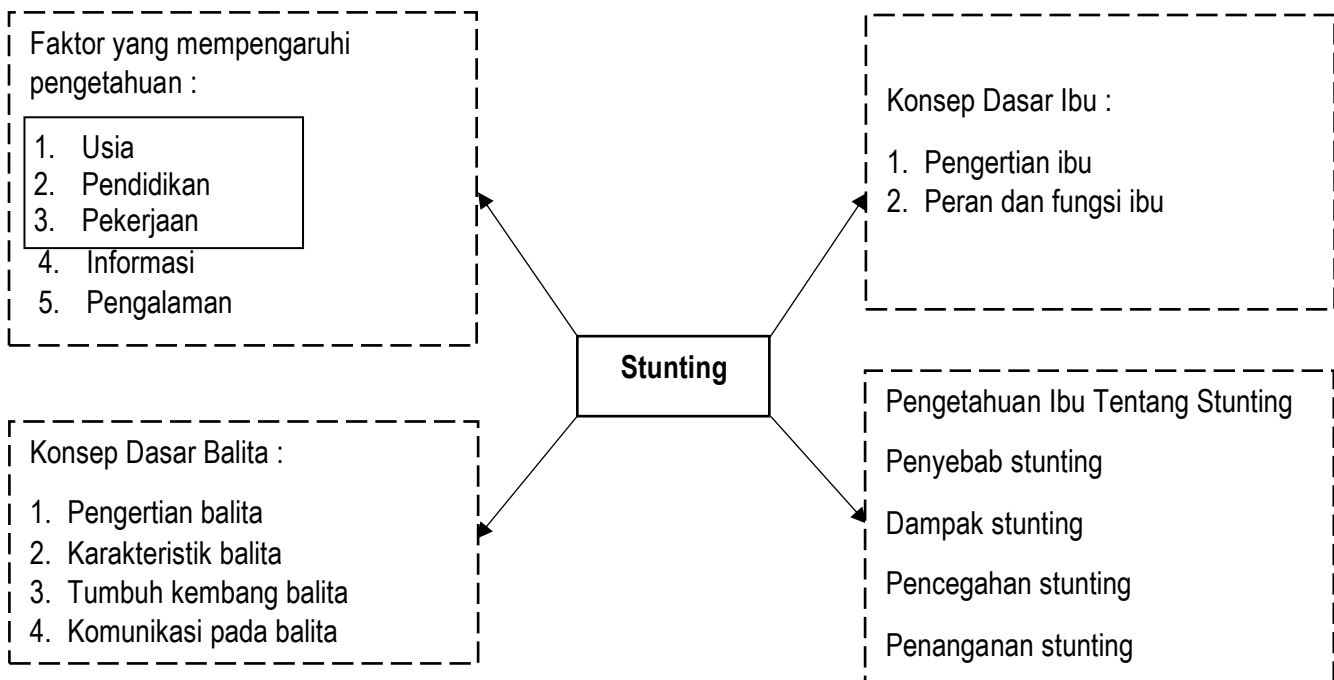 Faktor yang mempengaruhi
pengetahuan :
1. Usia
2. Pendidikan
3. Pekerjaan
4. Informasi
5. Pengalaman
Konsep Dasar Ibu :
1. Pengertian ibu
2. Peran dan fungsi ibu
Stunting
Konsep Dasar Balita :
1. Pengertian balita
2. Karakteristik balita
3. Tumbuh kembang balita
4. Komunikasi pada balita
Pengetahuan Ibu Tentang Stunting
Penyebab stunting
Dampak stunting
Pencegahan stunting
Penanganan stunting